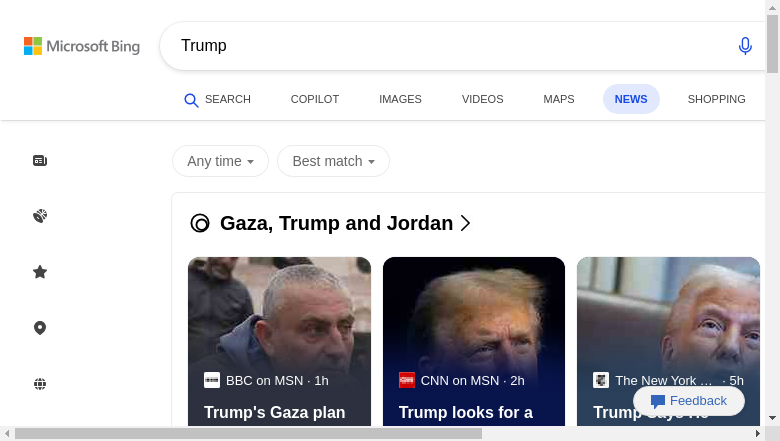 Microsoft Bing
Trump
SEARCH COPILOT IMAGES VIDEOS MAPS NEWS SHOPPING
Any time Best match
Gaza, Trump and Jordan
BBC on MSN · 1h
Trump's Gaza plan
CNN on MSN · 2h
Trump looks for a
The New York ... · 5h
Trump Says He
Feedback